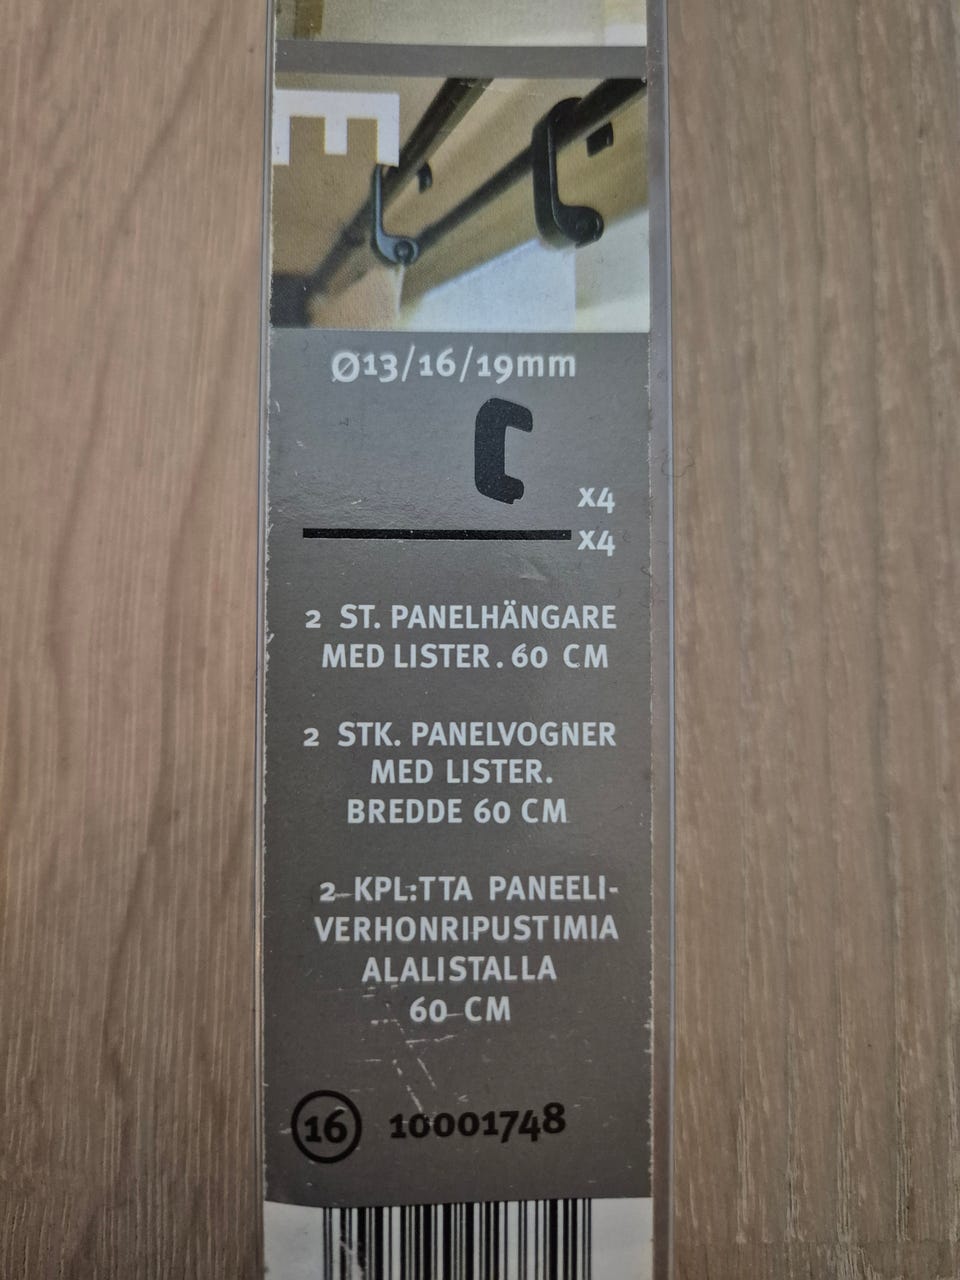 E
Ø13/16/19mm
x4
x4
2 ST. PANELHÄNGARE
MED LISTER. 60 CM
2 STK. PANELVOGNER
MED LISTER.
BREDDE 60 CM
2 KPL:TTA PANEELI-
VERHONRIPUSTIMIA
ALALISTALLA
60 CM
16 10001748